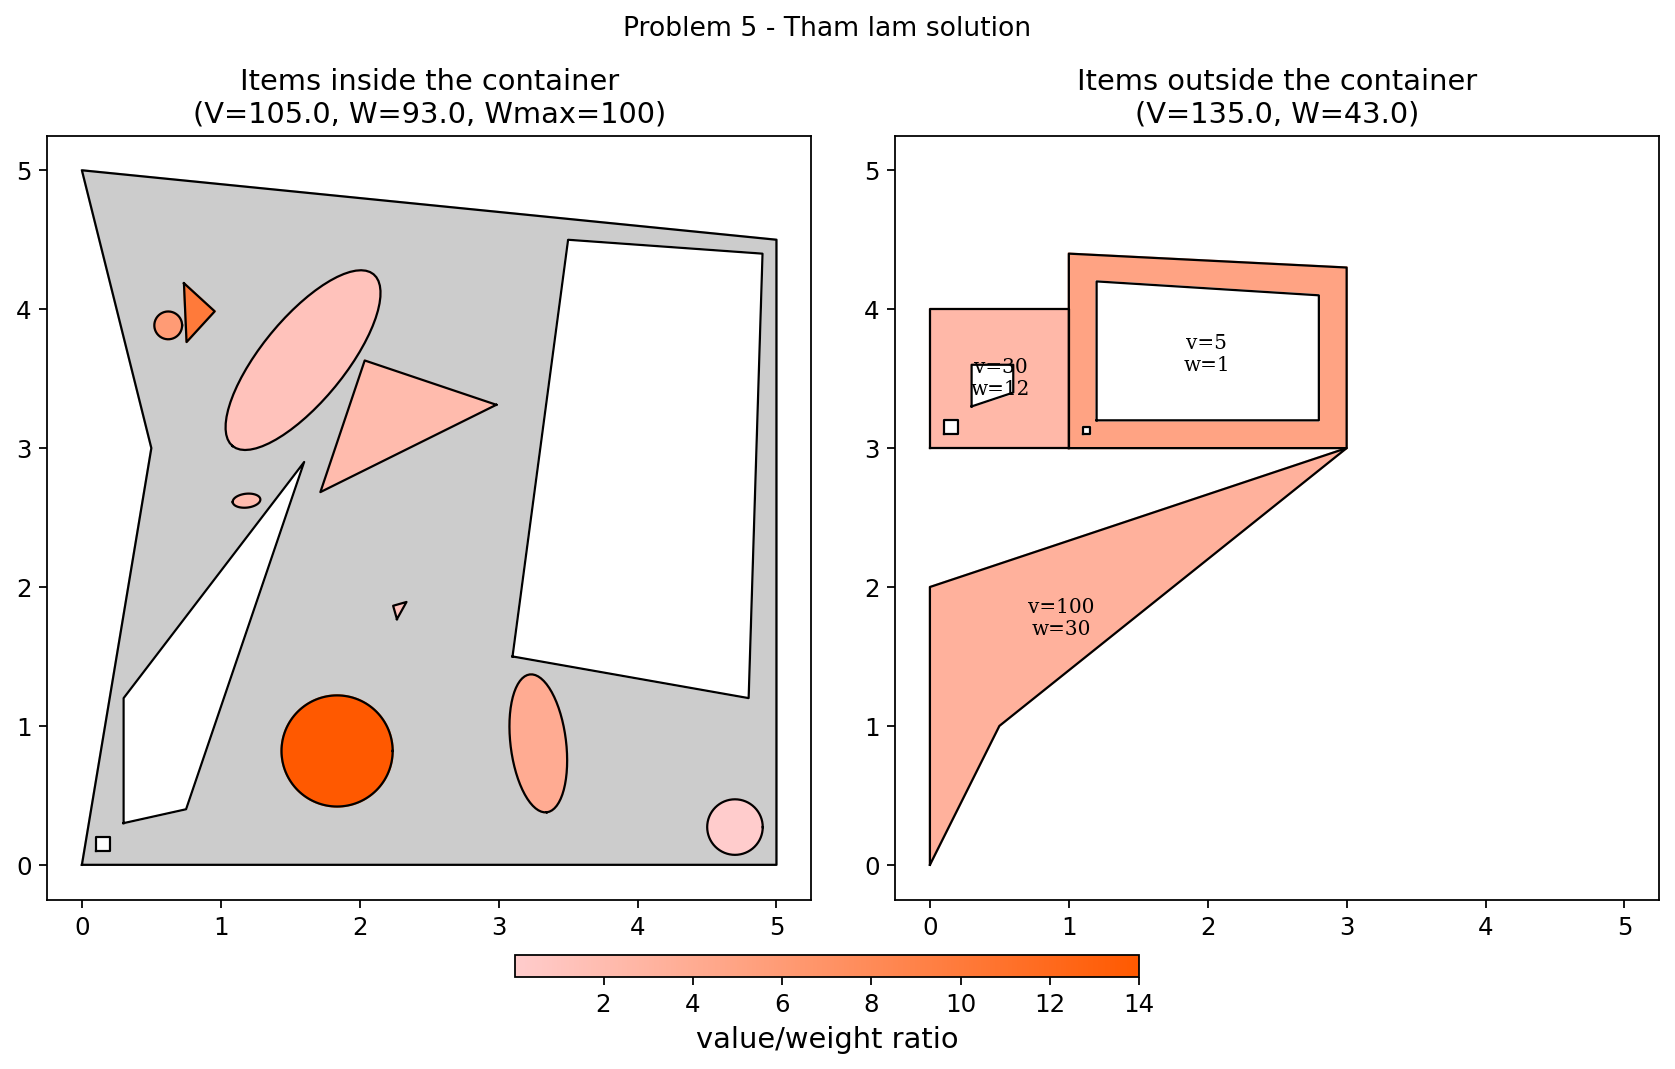 Problem 5 - Tham lam solution
Items inside the container
(V=105.0, W=93.0, Wmax=100)
5
4
3
2
1
0
0 1 2 3 4 5
Items outside the container
(V=135.0, W=43.0)
5
4
3
2
1
0
v=30
w=12
v=5
w=1
v=100
w=30
0 1 2 3 4 5
2 4 6 8 10 12 14
value/weight ratio